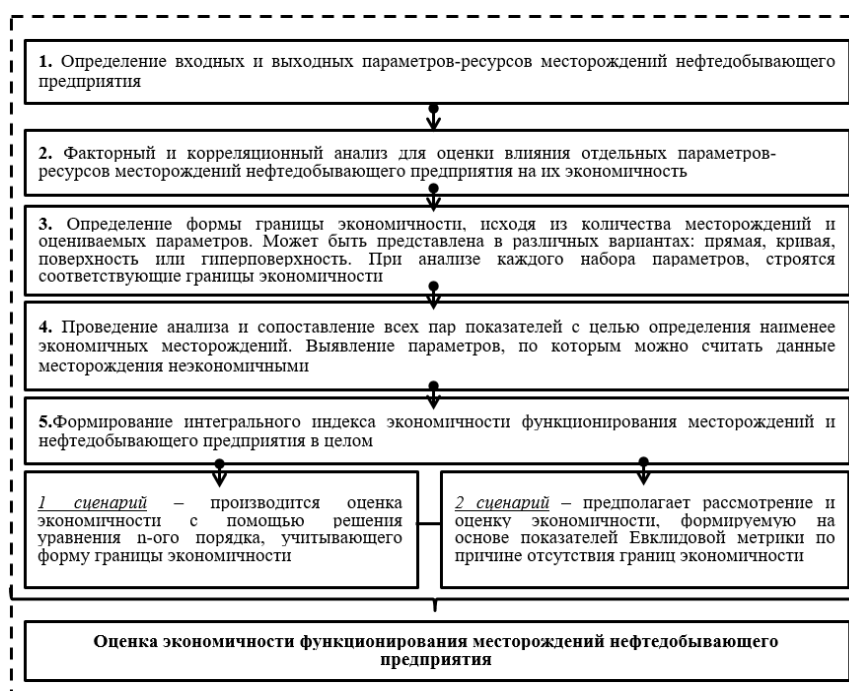 1. Определение входных и выходных параметров-ресурсов месторождений нефтедобывающего
предприятия
2. Факторный и корреляционный анализ для оценки влияния отдельных параметров-
ресурсов месторождений нефтедобывающего предприятия на их экономичность
3. Определение формы границы экономичности, исходя из количества месторождений и
оцениваемых параметров. Может быть представлена в различных вариантах: прямая, кривая,
поверхность или гиперповерхность. При анализе каждого набора параметров, строятся
соответствующие границы экономичности
4. Проведение анализа и сопоставление всех пар показателей с целью определения наименее
экономичных месторождений. Выявление параметров, по которым можно считать данные
месторождения неэкономичными
5.Формирование интегрального индекса экономичности функционирования месторождений и
нефтедобывающего предприятия в целом
1 сценарий – производится оценка
экономичности с помощью решения
уравнения n-ого порядка, учитывающего
форму границы экономичности
2 сценарий – предполагает рассмотрение и
оценку экономичности, формируемую на
основе показателей Евклидовой метрики по
причине отсутствия границ экономичности
Оценка экономичности функционирования месторождений нефтедобывающего
предприятия